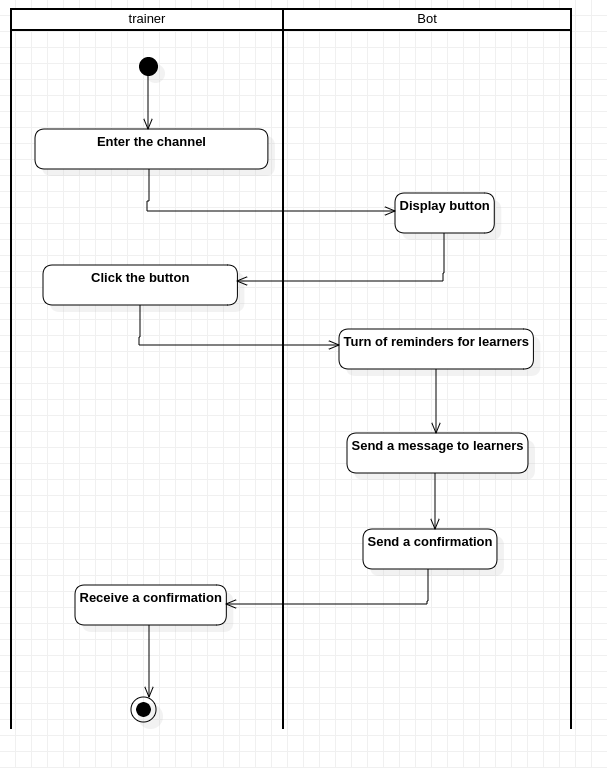 trainer
Bot
Enter the channel
Display button
Click the button
Turn of reminders for learners
Send a message to learners
Send a confirmation
Receive a confirmation